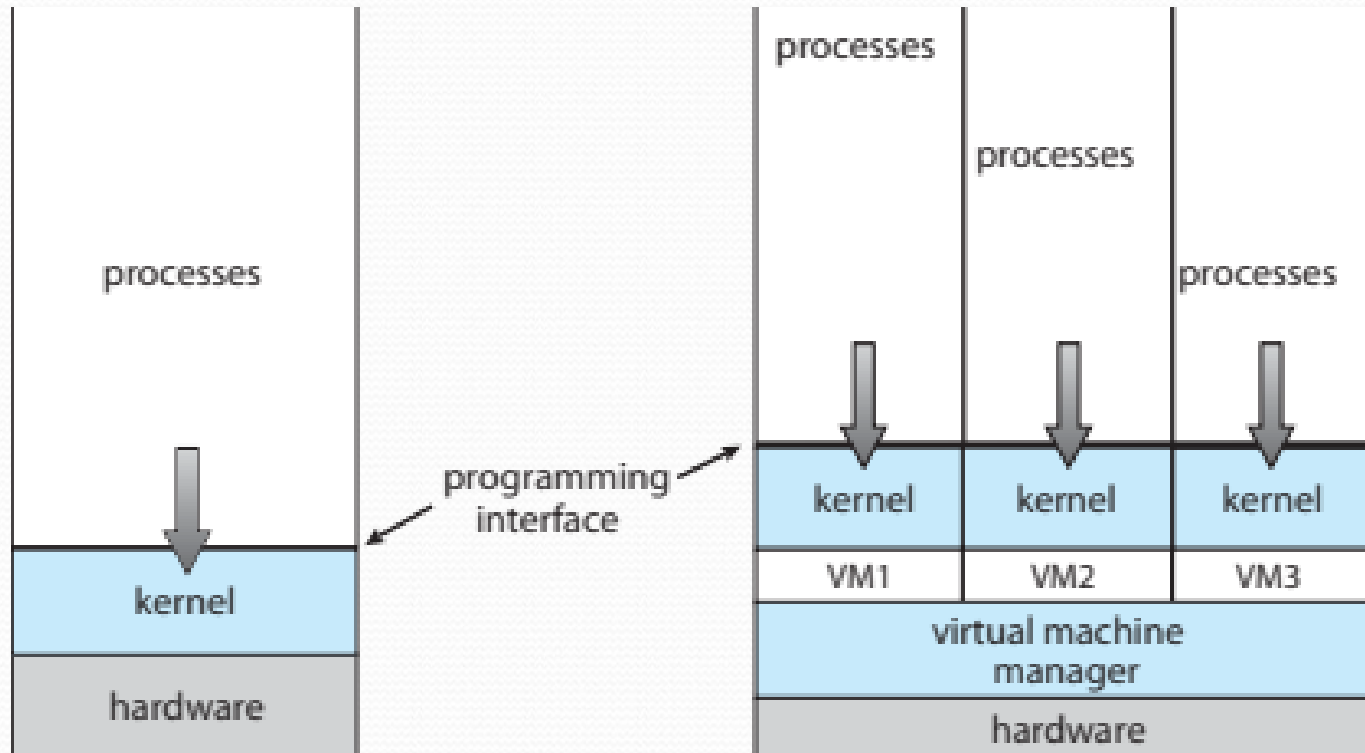 processes
kernel
hardware
programming
interface
processes
processes
processes
kernel
kernel
kernel
VM1
VM2
VM3
virtual machine
manager
hardware